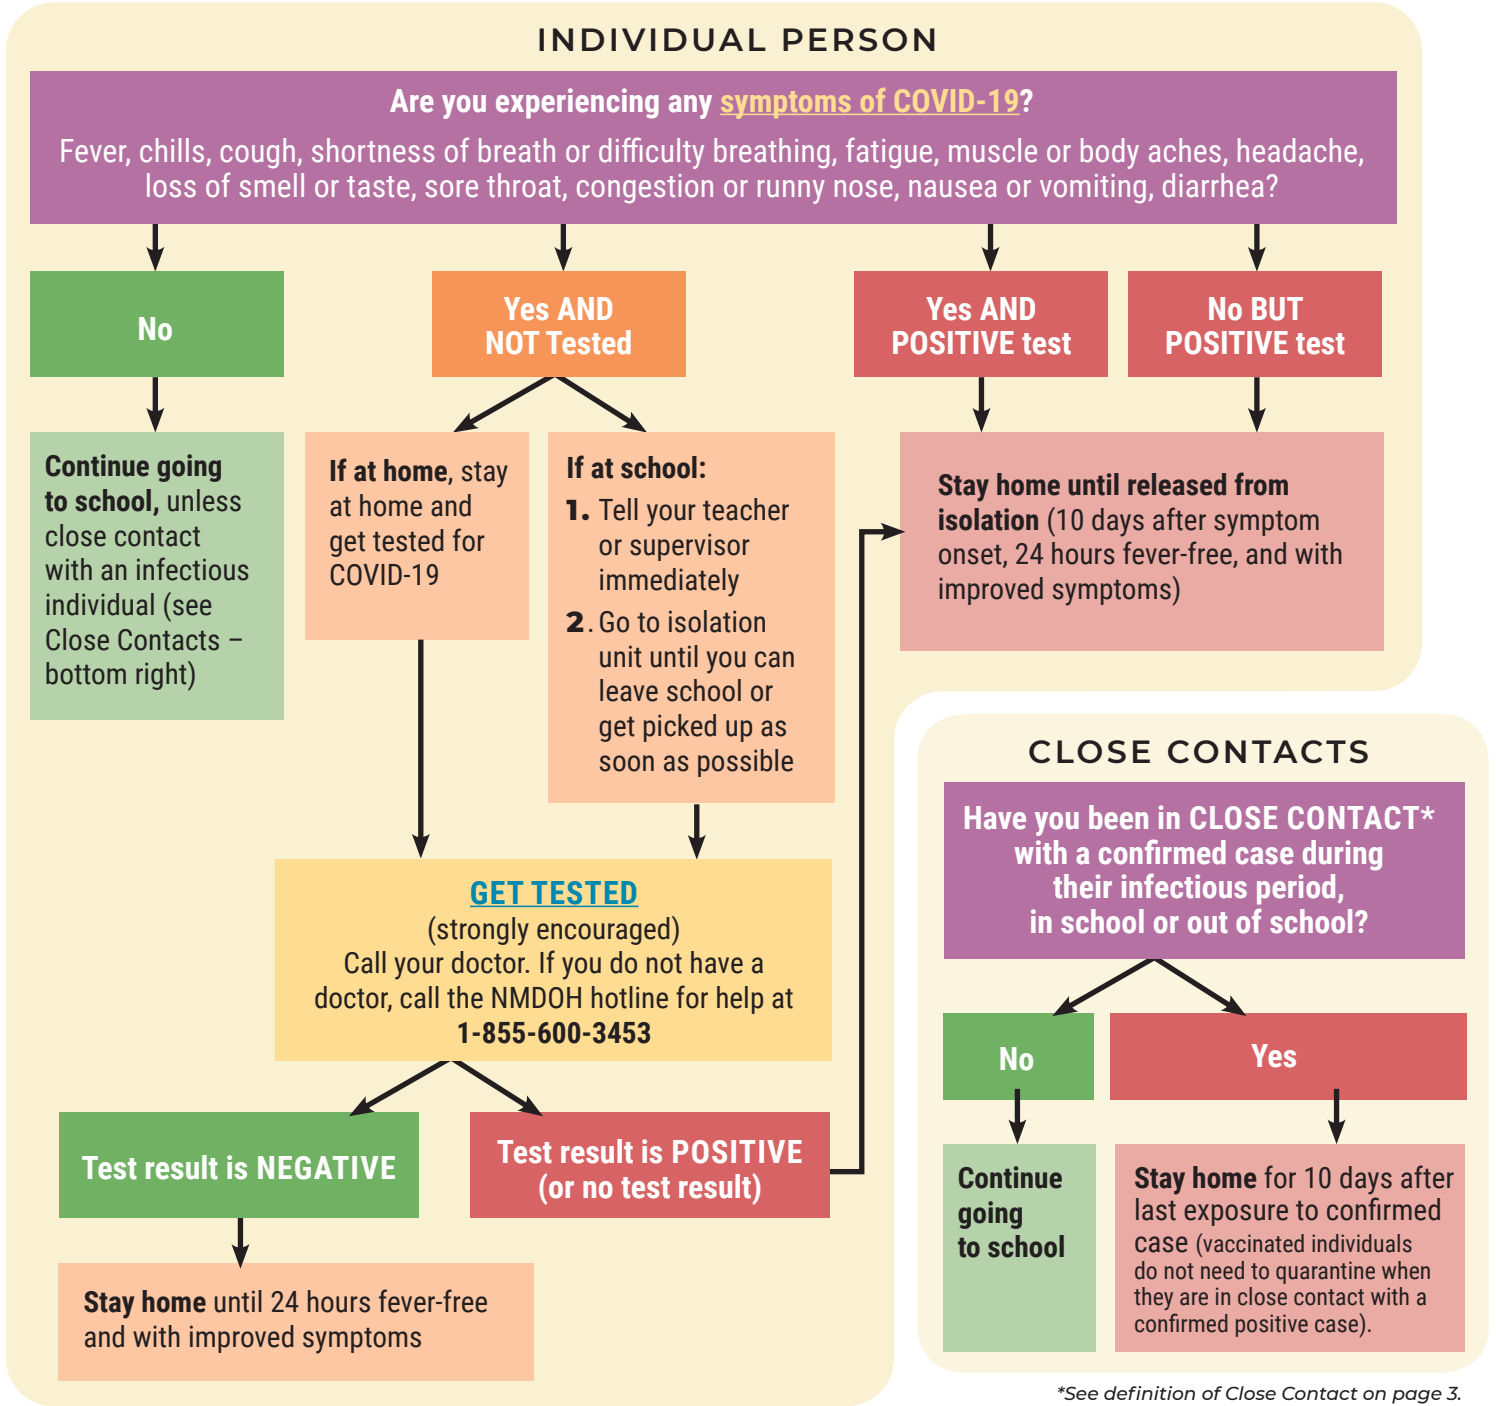 INDIVIDUAL PERSON
Are you experiencing any symptoms of COVID-19?
Fever, chills, cough, shortness of breath or difficulty breathing, fatigue, muscle or body aches, headache,
loss of smell or taste, sore throat, congestion or runny nose, nausea or vomiting, diarrhea?
No
Yes AND
NOT Tested
Yes AND
POSITIVE test
No BUT
POSITIVE test
Continue going
to school, unless
close contact
with an infectious
individual (see
Close Contacts –
bottom right)
If at home, stay
at home and
get tested for
COVID-19
If at school:
1. Tell your teacher
or supervisor
immediately
2. Go to isolation
unit until you can
leave school or
get picked up as
soon as possible
Stay home until released from
isolation (10 days after symptom
onset, 24 hours fever-free, and with
improved symptoms)
GET TESTED
(strongly encouraged)
Call your doctor. If you do not have a
doctor, call the NMDOH hotline for help at
1-855-600-3453
Test result is NEGATIVE
Test result is POSITIVE
(or no test result)
Stay home until 24 hours fever-free
and with improved symptoms
CLOSE CONTACTS
Have you been in CLOSE CONTACT*
with a confirmed case during
their infectious period,
in school or out of school?
No
Yes
Continue
going
to school
Stay home for 10 days after
last exposure to confirmed
case (vaccinated individuals
do not need to quarantine when
they are in close contact with a
confirmed positive case).
*See definition of Close Contact on page 3.